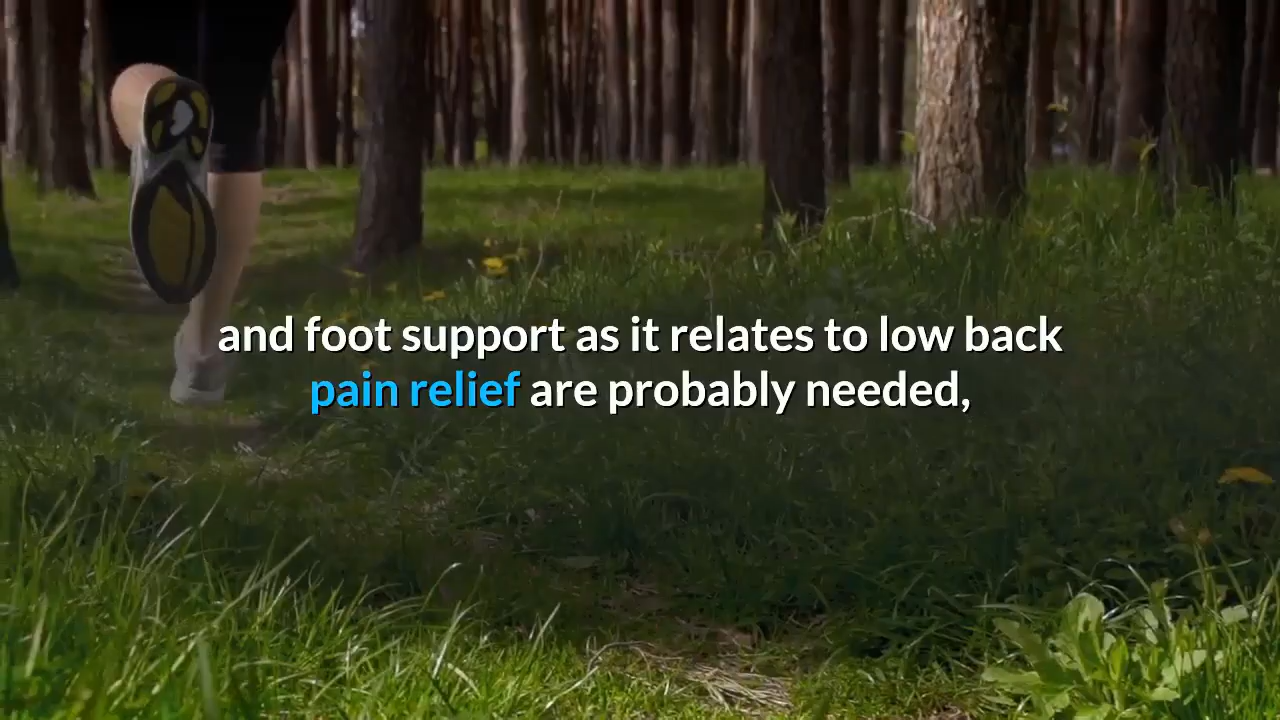 and foot support as it relates to low back
pain relief are probably needed,